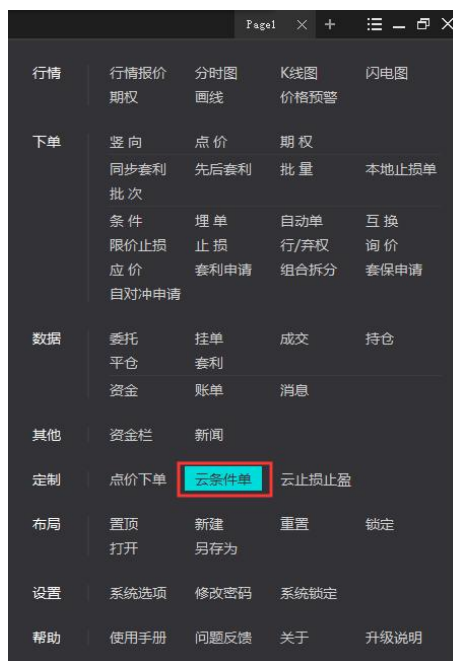 Page1
行情 行情报价 分时图 K线图 闪电图
期权 画线 价格预警
下单 竖向 点价 期权
同步套利 先后套利 批量 本地止损单
批次
条件 埋单 自动单 互换
限价止损 止损 行/弃权 询价
应价 套利申请 组合拆分 套保申请
自对冲申请
数据 委托 挂单 成交 持仓
平仓 套利
资金 账单 消息
其他 资金栏 新闻
定制 点价下单 云条件单 云止损止盈
布局 置顶 新建 重置 锁定
打开 另存为
设置 系统选项 修改密码 系统锁定
帮助 使用手册 问题反馈 关于 升级说明